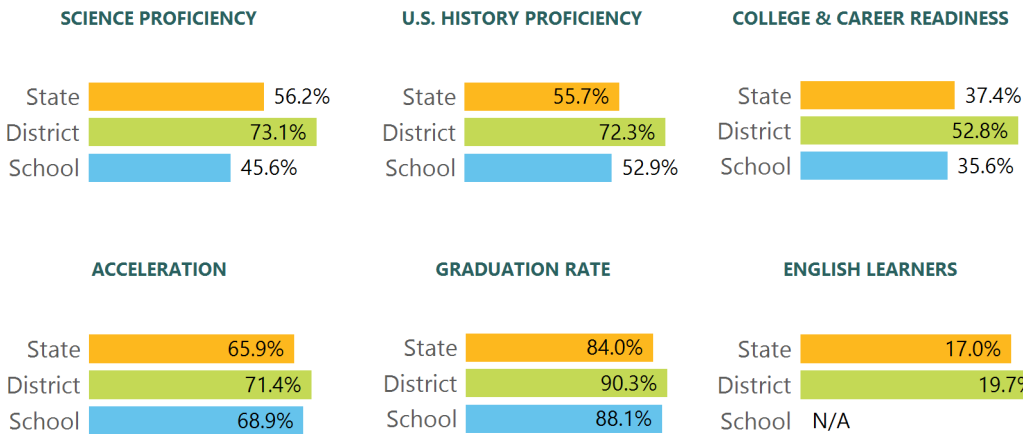 SCIENCE PROFICIENCY
State 56.2%
District 73.1%
School 45.6%
U.S. HISTORY PROFICIENCY
State 55.7%
District 72.3%
School 52.9%
COLLEGE & CAREER READINESS
State 37.4%
District 52.8%
School 35.6%
ACCELERATION
State 65.9%
District 71.4%
School 68.9%
GRADUATION RATE
State 84.0%
District 90.3%
School 88.1%
ENGLISH LEARNERS
State 17.0%
District 19.7%
School N/A